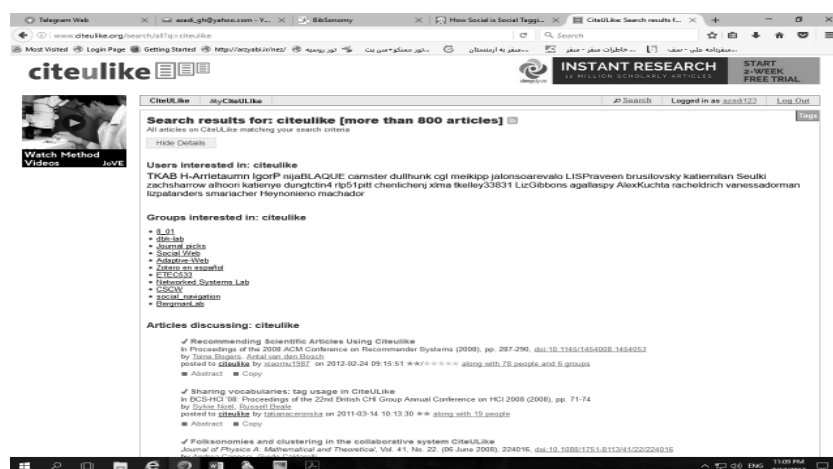 Telegram Web
azadi_gh@yahoo.com - Y...
BibSonomy
How Social is Social Taggi...
CiteULike: Search results f...
www.citeulike.org/search/all?q=citeulike
Search
Most Visited Login Page Getting Started
citeulike
INSTANT RESEARCH
12 MILLION SCHOLARLY ARTICLES
START
2-WEEK
FREE TRIAL
CiteULike MyCiteULike Search Logged in as azadi123 Log Out
Tags
Watch Method
Videos JoVE
Search results for: citeulike [more than 800 articles]
All articles on CiteULike matching your search criteria
Hide Details
Users interested in: citeulike
TKAB H-Arrietaumn IgorP nijaBLAQUE camster dullhunk cgl meikipp jalonsoarevalo LISPraveen brusilovsky katiemilan Seulki
zachsharrow alhoori katienye dungtctin4 rlp51pitt chenlichenj xlma tkelley33831 LizGibbons agallaspy AlexKuchta racheldrich vanessadorman
lizpatanders smariacher Heynonieno machador
Groups interested in: citeulike
• 8_01
• dbk-lab
• Journal picks
• Social Web
• Adaptive-Web
• Zotero en español
• ETEC533
• Networked Systems Lab
• CSCW
• social_navigation
• BergmanLab
Articles discussing: citeulike
✓ Recommending Scientific Articles Using Citeulike
In Proceedings of the 2008 ACM Conference on Recommender Systems (2008), pp. 287-290, doi:10.1145/1454008.1454053
by Toine Bogers, Antal van den Bosch
posted to citeulike by xiaomu1987 on 2012-02-24 09:15:51 along with 78 people and 6 groups
Abstract Copy
✓ Sharing vocabularies: tag usage in CiteULike
In BCS-HCI '08: Proceedings of the 22nd British CHI Group Annual Conference on HCI 2008 (2008), pp. 71-74
by Sylvie Noël, Russell Beale
posted to citeulike by tatianacerovska on 2011-03-14 10:13:30 ★★ along with 19 people
Abstract Copy
✓ Folksonomies and clustering in the collaborative system CiteULike
Journal of Physics A: Mathematical and Theoretical, Vol. 41, No. 22. (06 June 2008), 224016, doi:10.1088/1751-8113/41/22/224016
ENG
11:09 PM